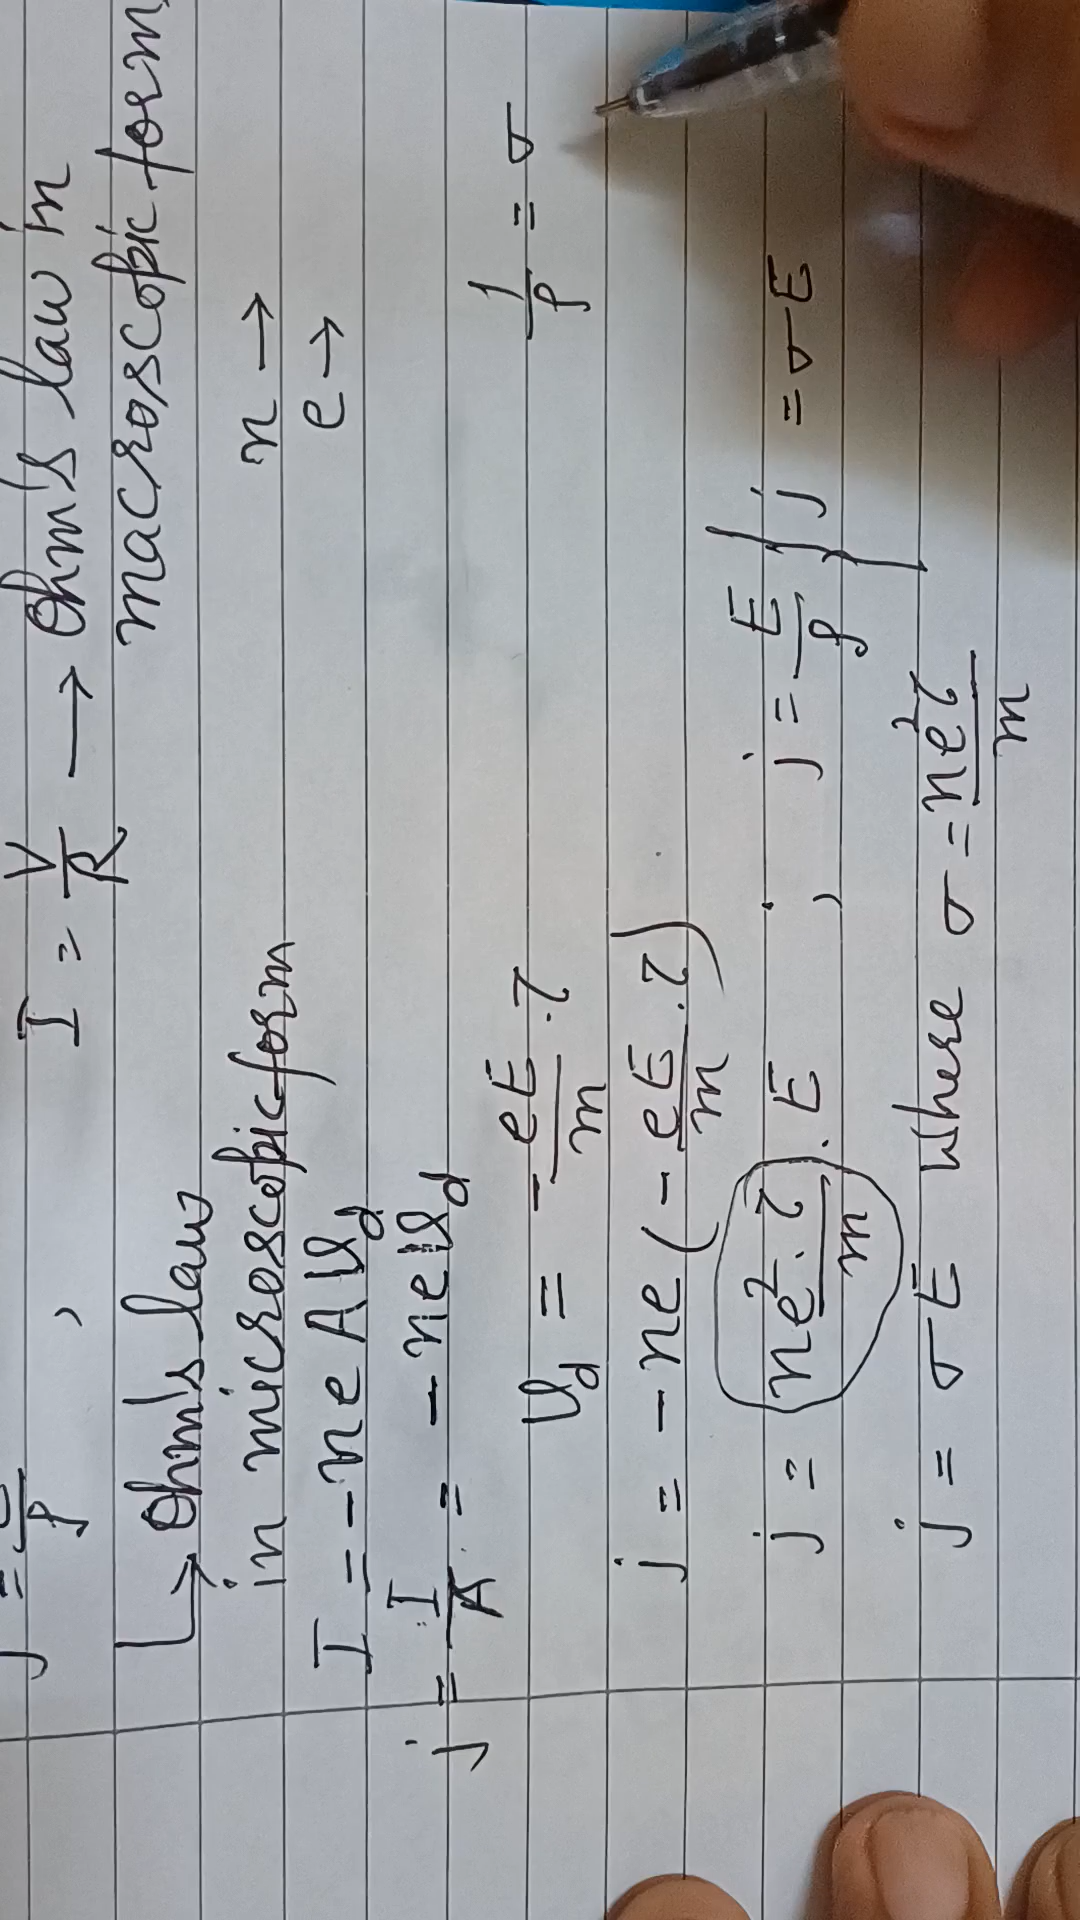 j = E/ρ , I = V/R → Ohm's law in
macroscopic form,
↳ Ohm's law
in microscopic form
n →
I = -neAv_d
e →
j = I/A = -nev_d
v_d = -eE/m . τ
1/ρ = σ
j = -ne(-eE/m . τ)
j = ne²τ/m . E , j = E/ρ } j = σE
j = σE where σ = ne²τ/m